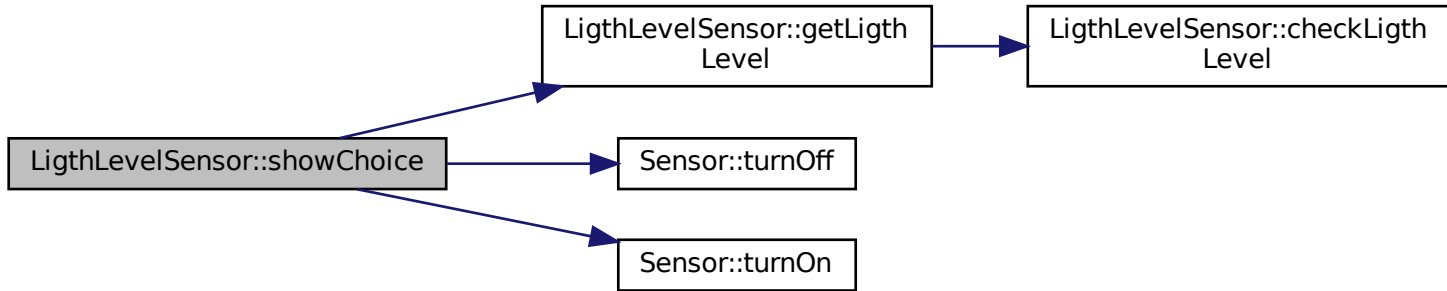 LigthLevelSensor::getLigth
Level
LigthLevelSensor::checkLigth
Level
LigthLevelSensor::showChoice
Sensor::turnOff
Sensor::turnOn